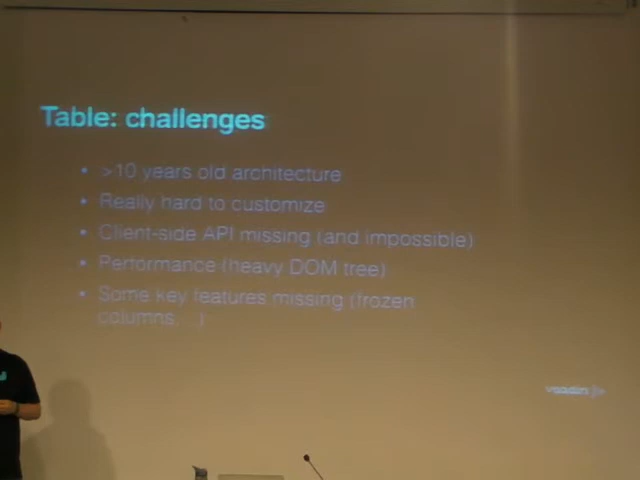 Table: challenges
• >10 years old architecture
• Really hard to customize
• Client-side API missing (and impossible)
• Performance (heavy DOM tree)
• Some key features missing (frozen
columns...)
vaadin }>